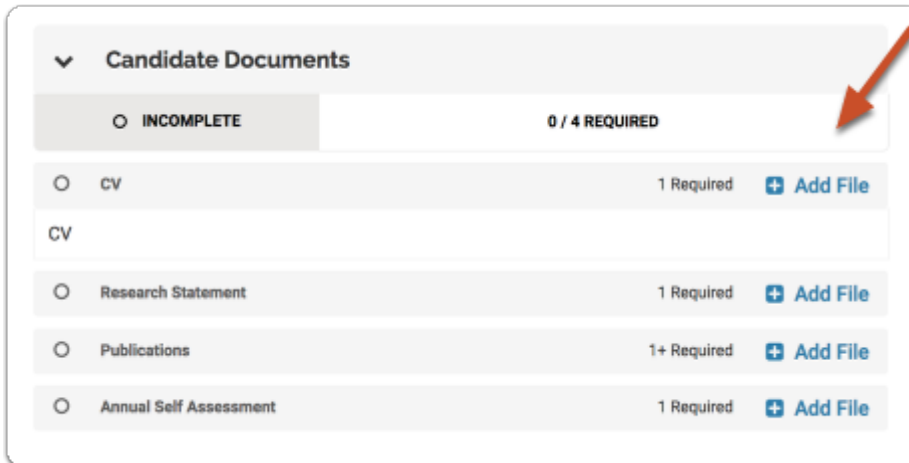 Candidate Documents
INCOMPLETE 0 / 4 REQUIRED
CV 1 Required Add File
CV
Research Statement 1 Required Add File
Publications 1+ Required Add File
Annual Self Assessment 1 Required Add File